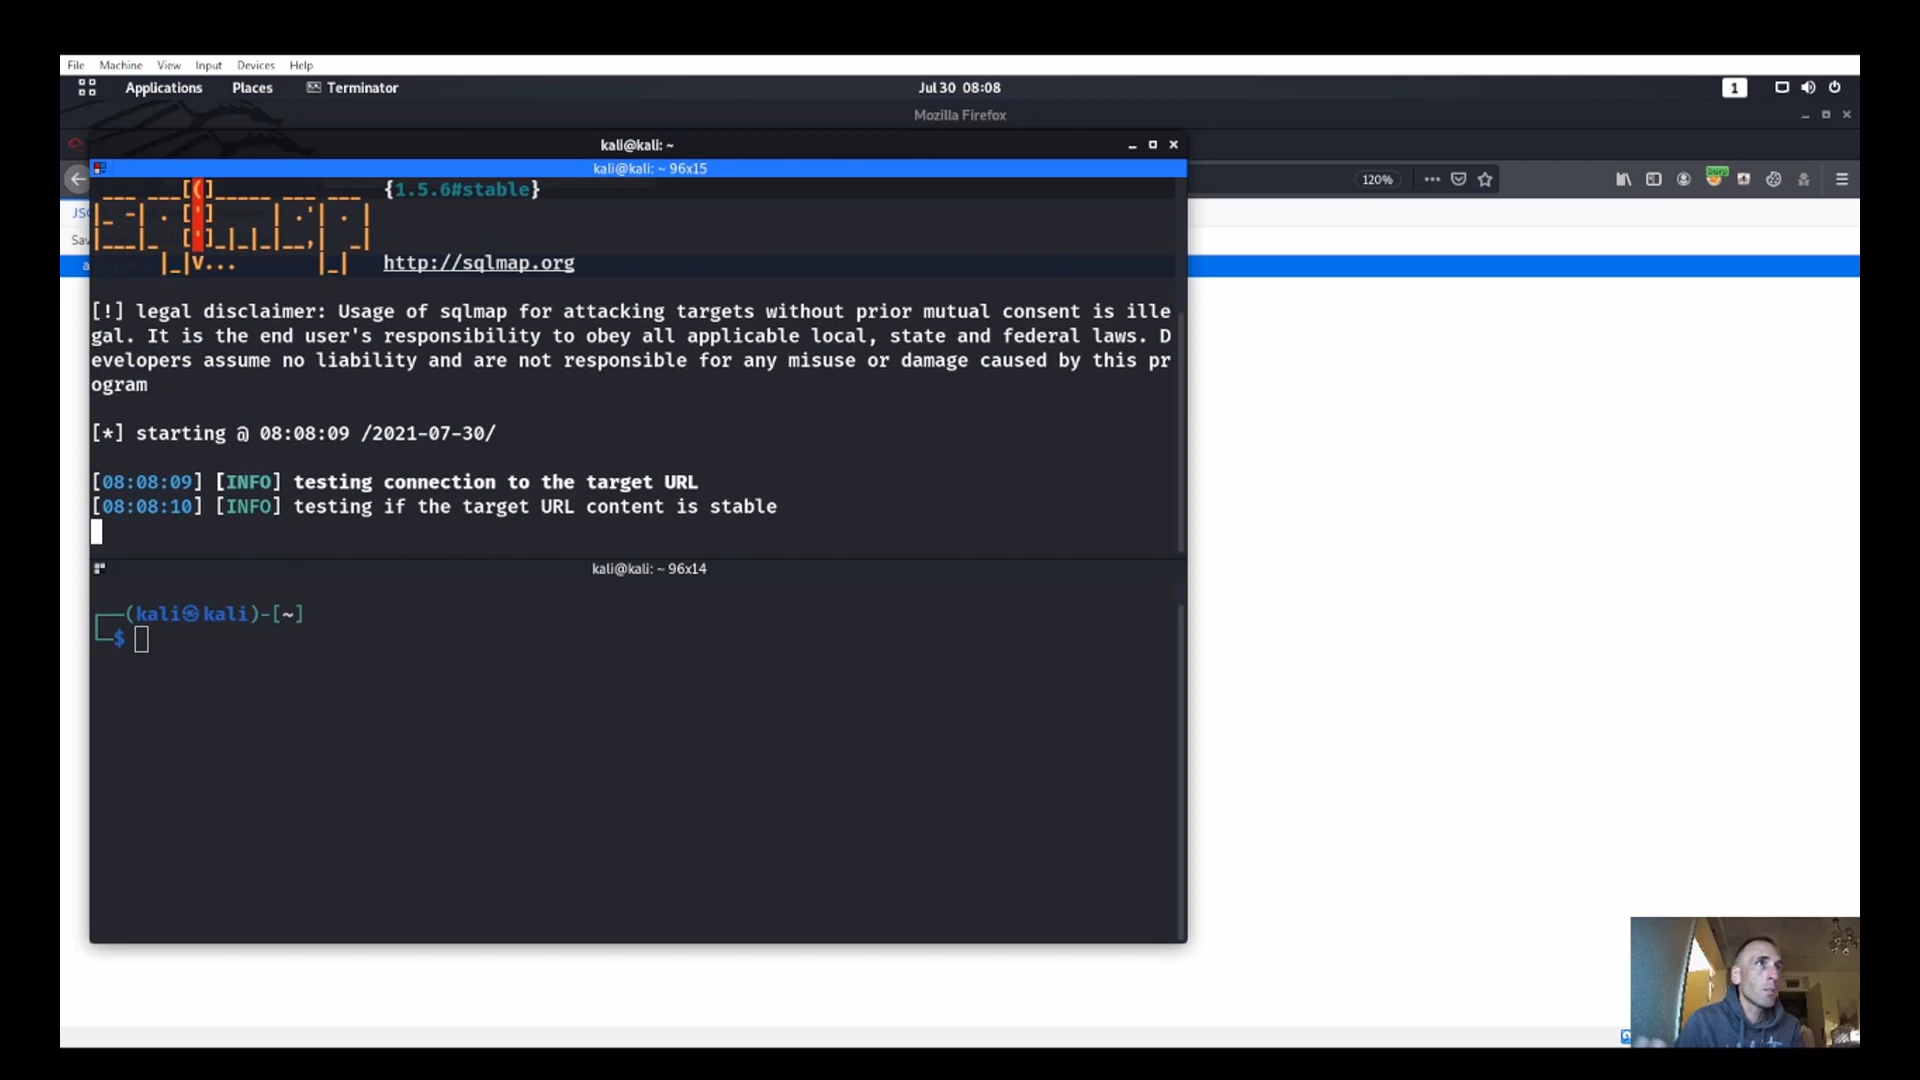 File Machine View Input Devices Help
Applications Places Terminator Jul 30 08:08 1
Mozilla Firefox
kali@kali: ~
kali@kali: ~ 96x15
120%
{1.5.6#stable}
http://sqlmap.org
[!] legal disclaimer: Usage of sqlmap for attacking targets without prior mutual consent is ille
gal. It is the end user's responsibility to obey all applicable local, state and federal laws. D
evelopers assume no liability and are not responsible for any misuse or damage caused by this pr
ogram
[*] starting @ 08:08:09 /2021-07-30/
[08:08:09] [INFO] testing connection to the target URL
[08:08:10] [INFO] testing if the target URL content is stable
kali@kali: ~ 96x14
(kali㉿kali)-[~]
$